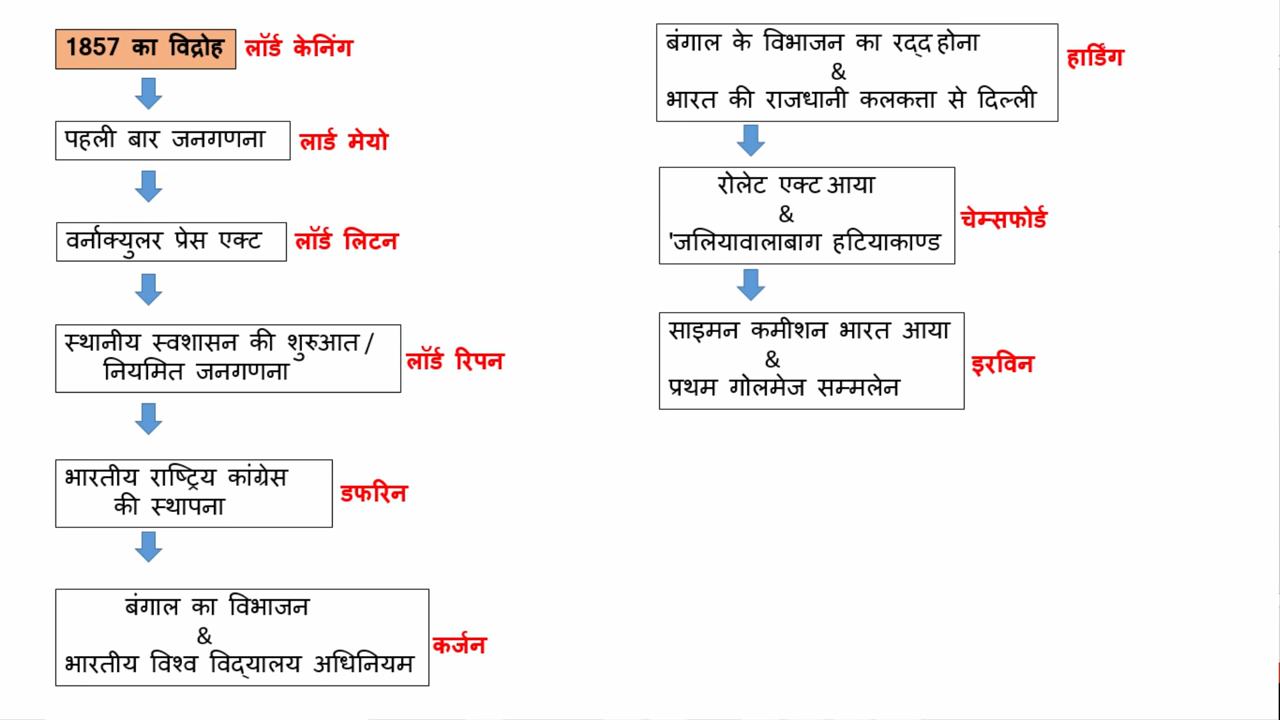 1857 का विद्रोह लॉर्ड केनिंग
पहली बार जनगणना लार्ड मेयो
वर्नाक्युलर प्रेस एक्ट लॉर्ड लिटन
स्थानीय स्वशासन की शुरुआत /
नियमित जनगणना
लॉर्ड रिपन
भारतीय राष्ट्रिय कांग्रेस
की स्थापना
डफरिन
बंगाल का विभाजन
&
भारतीय विश्व विद्यालय अधिनियम
कर्जन
बंगाल के विभाजन का रद्द होना
&
भारत की राजधानी कलकत्ता से दिल्ली
हार्डिंग
रोलेट एक्ट आया
&
'जलियावालाबाग हटियाकाण्ड
चेम्सफोर्ड
साइमन कमीशन भारत आया
&
प्रथम गोलमेज सम्मलेन
इरविन